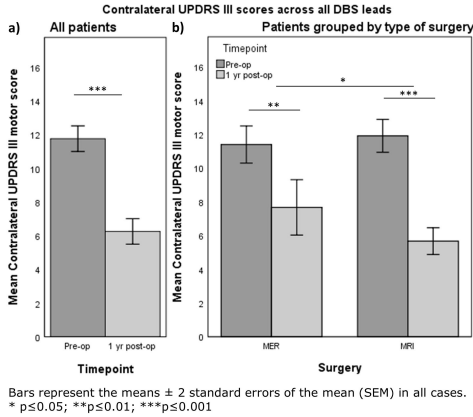 Contralateral UPDRS III scores across all DBS leads
a) All patients
b) Patients grouped by type of surgery
Mean Contralateral UPDRS III motor score
16
14
12
10
8
6
4
2
0
***
Pre-op 1 yr post-op
Timepoint
Mean Contralateral UPDRS III motor score
16
14
12
10
8
6
4
2
0
Timepoint
Pre-op
1 yr post-op
*
**
***
MER MRI
Surgery
Bars represent the means ± 2 standard errors of the mean (SEM) in all cases.
* p≤0.05; **p≤0.01; ***p≤0.001